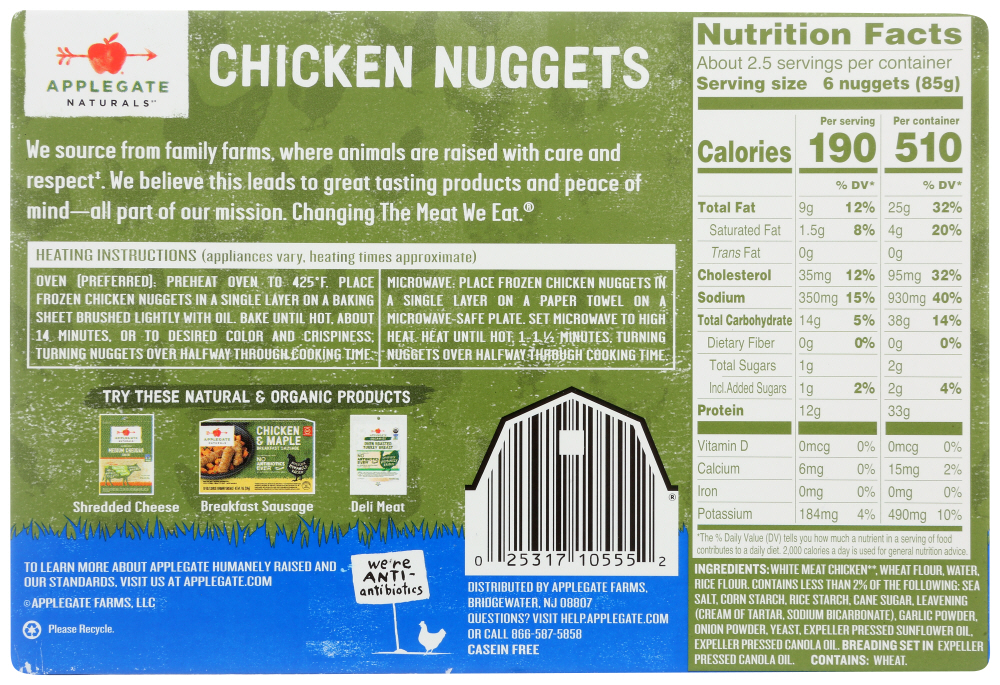 APPLEGATE
NATURALS™
CHICKEN NUGGETS
We source from family farms, where animals are raised with care and
respect‡. We believe this leads to great tasting products and peace of
mind—all part of our mission. Changing The Meat We Eat.®
HEATING INSTRUCTIONS (appliances vary, heating times approximate)
OVEN (PREFERRED): PREHEAT OVEN TO 425°F. PLACE
FROZEN CHICKEN NUGGETS IN A SINGLE LAYER ON A BAKING
SHEET BRUSHED LIGHTLY WITH OIL. BAKE UNTIL HOT, ABOUT
14 MINUTES, OR TO DESIRED COLOR AND CRISPINESS,
TURNING NUGGETS OVER HALFWAY THROUGH COOKING TIME.
MICROWAVE: PLACE FROZEN CHICKEN NUGGETS IN
A SINGLE LAYER ON A PAPER TOWEL ON A
MICROWAVE-SAFE PLATE. SET MICROWAVE TO HIGH
HEAT. HEAT UNTIL HOT, 1-1 ½ MINUTES, TURNING
NUGGETS OVER HALFWAY THROUGH COOKING TIME.
TRY THESE NATURAL & ORGANIC PRODUCTS
MEDIUM CHEDDAR
APPLEGATE
NATURALS
CHICKEN
& MAPLE
BREAKFAST SAUSAGE
NO
ANTIBIOTICS
EVER
OVEN ROASTED
TURKEY BREAST
Shredded Cheese
Breakfast Sausage
Deli Meat
TO LEARN MORE ABOUT APPLEGATE HUMANELY RAISED AND
OUR STANDARDS, VISIT US AT APPLEGATE.COM
©APPLEGATE FARMS, LLC
Please Recycle.
we're
ANTI-
antibiotics
®
0 25317 10555 2
DISTRIBUTED BY APPLEGATE FARMS,
BRIDGEWATER, NJ 08807
QUESTIONS? VISIT HELP.APPLEGATE.COM
OR CALL 866-587-5858
CASEIN FREE
Nutrition Facts
About 2.5 servings per container
Serving size 6 nuggets (85g)
Per serving Per container
Calories 190 510
% DV* % DV*
Total Fat 9g 12% 25g 32%
Saturated Fat 1.5g 8% 4g 20%
Trans Fat 0g 0g
Cholesterol 35mg 12% 95mg 32%
Sodium 350mg 15% 930mg 40%
Total Carbohydrate 14g 5% 38g 14%
Dietary Fiber 0g 0% 0g 0%
Total Sugars 1g 2g
Incl.Added Sugars 1g 2% 2g 4%
Protein 12g 33g
Vitamin D 0mcg 0% 0mcg 0%
Calcium 6mg 0% 15mg 2%
Iron 0mg 0% 0mg 0%
Potassium 184mg 4% 490mg 10%
*The % Daily Value (DV) tells you how much a nutrient in a serving of food
contributes to a daily diet. 2,000 calories a day is used for general nutrition advice.
INGREDIENTS: WHITE MEAT CHICKEN**, WHEAT FLOUR, WATER,
RICE FLOUR. CONTAINS LESS THAN 2% OF THE FOLLOWING: SEA
SALT, CORN STARCH, RICE STARCH, CANE SUGAR, LEAVENING
(CREAM OF TARTAR, SODIUM BICARBONATE), GARLIC POWDER,
ONION POWDER, YEAST, EXPELLER PRESSED SUNFLOWER OIL,
EXPELLER PRESSED CANOLA OIL. BREADING SET IN EXPELLER
PRESSED CANOLA OIL. CONTAINS: WHEAT.